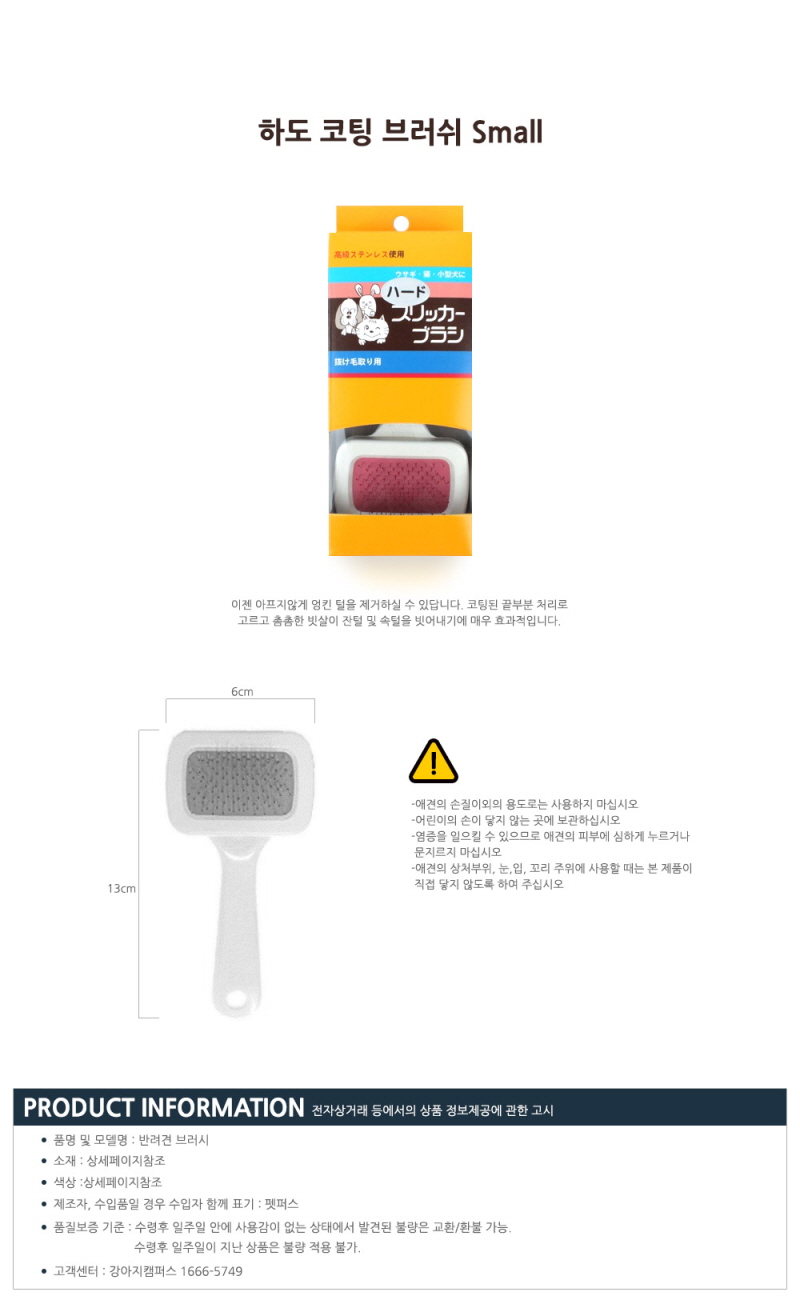 하도 코팅 브러쉬 Small
高級ステンレス使用
ウサギ・猫・小型犬に
ハード
スリッカー
ブラシ
抜け毛取り用
이젠 아프지않게 엉킨 털을 제거하실 수 있답니다. 코팅된 끝부분 처리로
고르고 촘촘한 빗살이 잔털 및 속털을 빗어내기에 매우 효과적입니다.
6cm
13cm
-애견의 손질이외의 용도로는 사용하지 마십시오
-어린이의 손이 닿지 않는 곳에 보관하십시오
-염증을 일으킬 수 있으므로 애견의 피부에 심하게 누르거나
문지르지 마십시오
-애견의 상처부위, 눈,입, 꼬리 주위에 사용할 때는 본 제품이
직접 닿지 않도록 하여 주십시오
PRODUCT INFORMATION 전자상거래 등에서의 상품 정보제공에 관한 고시
• 품명 및 모델명 : 반려견 브러시
• 소재 : 상세페이지참조
• 색상 :상세페이지참조
• 제조자, 수입품일 경우 수입자 함께 표기 : 펫퍼스
• 품질보증 기준 : 수령후 일주일 안에 사용감이 없는 상태에서 발견된 불량은 교환/환불 가능.
수령후 일주일이 지난 상품은 불량 적용 불가.
• 고객센터 : 강아지캠퍼스 1666-5749